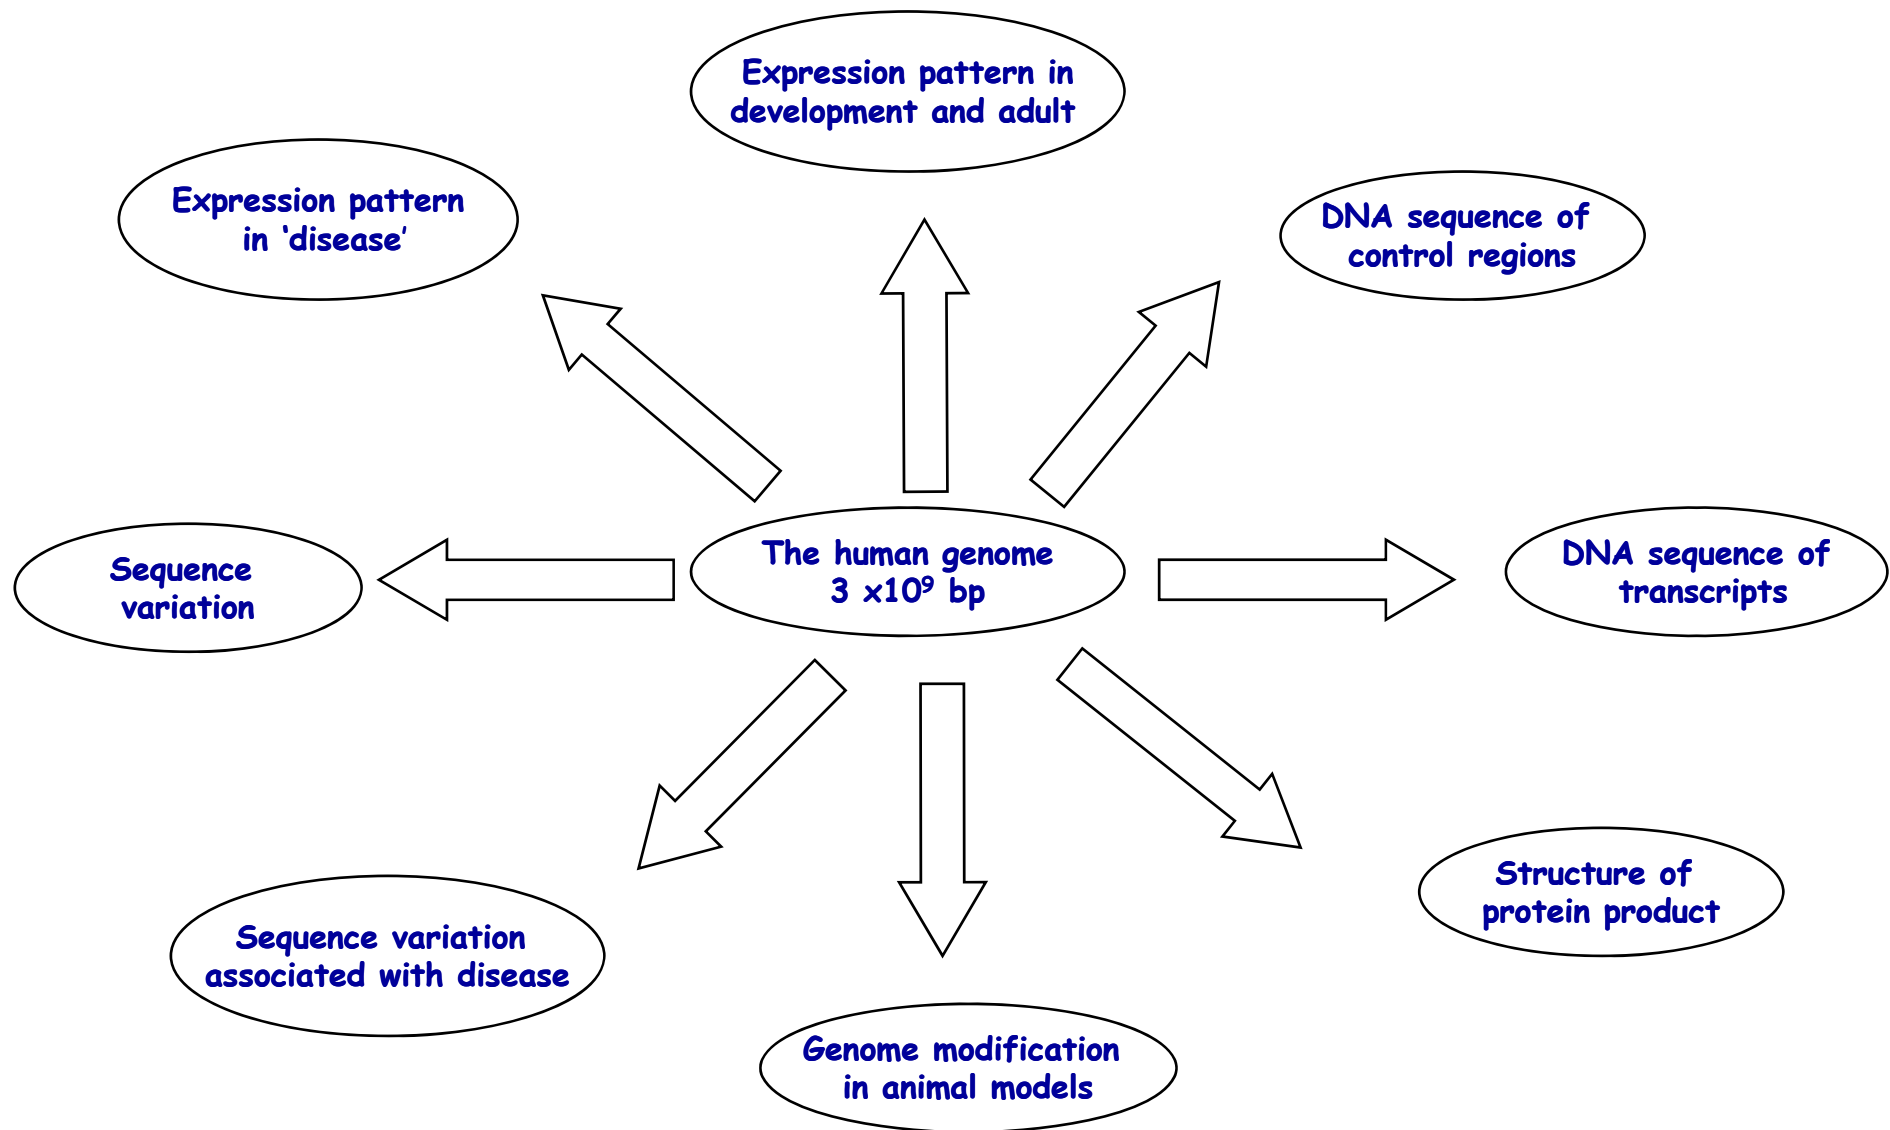 Expression pattern in
development and adult
Expression pattern
in ‘disease’
DNA sequence of
control regions
The human genome
3 x10⁹ bp
DNA sequence of
transcripts
Sequence
variation
Structure of
protein product
Sequence variation
associated with disease
Genome modification
in animal models